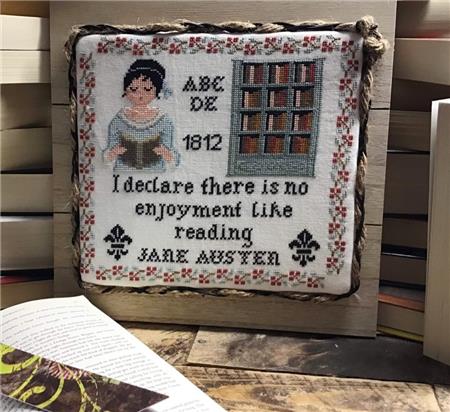 ABC
DE
1812
I declare there is no
enjoyment like
reading
JANE AUSTEN